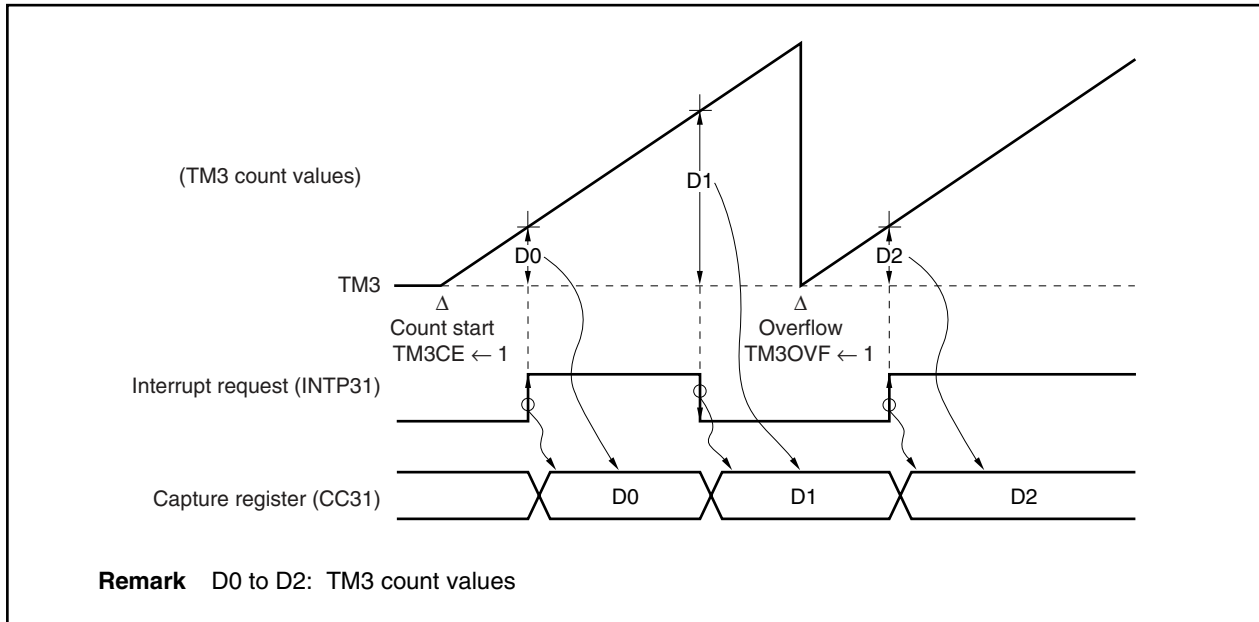 (TM3 count values)
D1
D0
D2
TM3
Δ
Δ
Count start
TM3CE ← 1
Overflow
TM3OVF ← 1
Interrupt request (INTP31)
Capture register (CC31)
D0
D1
D2
Remark D0 to D2: TM3 count values